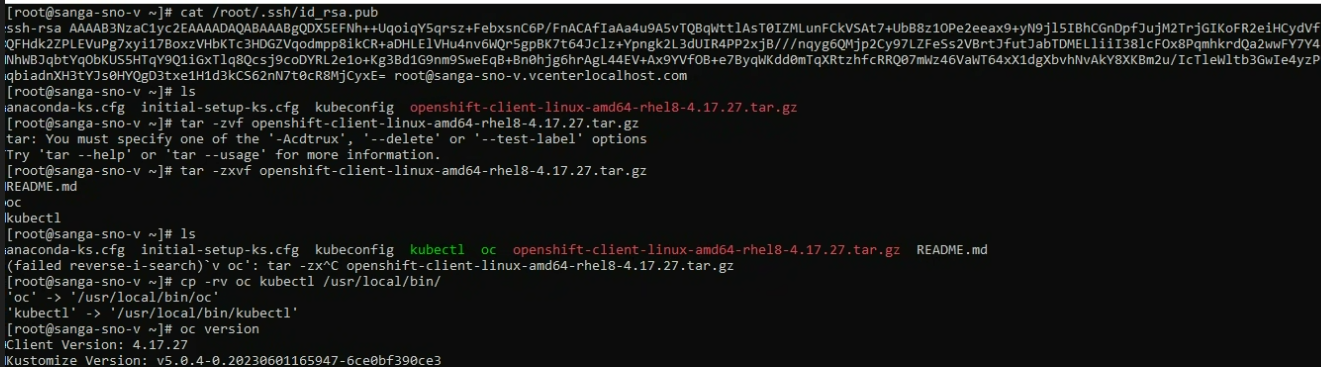 [root@sanga-sno-v ~]# cat /root/.ssh/id_rsa.pub
ssh-rsa AAAAB3NzaC1yc2EAAAADAQABAAABgQDX5EFNh++UqoiqY5qrsz+FebxsnC6P/FnACAfIaAa4u9A5vTQBqWttlAsT0IZMLunFCkVSAt7+UbB8z1OPe2eeax9+yN9jl5IBhCGnDpfJujM2TrjGIKoFR2eiHCydVf
QFHdk2ZPLEVuPg7xyi17BoxzVHbKTc3HDGZVqodmpp8ikCR+aDHLElVHu4nv6WQr5gpBK7t64Jclz+Ypngk2L3dUIR4PP2xjB///nqyg6QMjp2Cy97LZFeSs2VBrtJfutJabTDMELliiI38lcFOx8PqmhkrdQa2wwFY7Y4
NhWBJqbtYqObKUS5HTqY9Q1iGxTlq8Qcsj9coDYRL2e1o+Kg3Bd1G9nm9SweEqB+Bn0hjg6hrAgL44EV+Ax9YVfOB+e7ByqWKdd0mTqXRtzhfcRRQ07mWz46VaWT64xX1dgXbvhNvAkY8XKBm2u/IcTleWltb3GwIe4yzP
qbiadnXH3tYJs0HYQgD3txe1H1d3kCS62nN7t0cR8MjCyxE= root@sanga-sno-v.vcenterlocalhost.com
[root@sanga-sno-v ~]# ls
anaconda-ks.cfg initial-setup-ks.cfg kubeconfig openshift-client-linux-amd64-rhel8-4.17.27.tar.gz
[root@sanga-sno-v ~]# tar -zvf openshift-client-linux-amd64-rhel8-4.17.27.tar.gz
tar: You must specify one of the '-Acdtrux', '--delete' or '--test-label' options
Try 'tar --help' or 'tar --usage' for more information.
[root@sanga-sno-v ~]# tar -zxvf openshift-client-linux-amd64-rhel8-4.17.27.tar.gz
README.md
oc
kubectl
[root@sanga-sno-v ~]# ls
anaconda-ks.cfg initial-setup-ks.cfg kubeconfig kubectl oc openshift-client-linux-amd64-rhel8-4.17.27.tar.gz README.md
(failed reverse-i-search)`v oc': tar -zx^C openshift-client-linux-amd64-rhel8-4.17.27.tar.gz
[root@sanga-sno-v ~]# cp -rv oc kubectl /usr/local/bin/
'oc' -> '/usr/local/bin/oc'
'kubectl' -> '/usr/local/bin/kubectl'
[root@sanga-sno-v ~]# oc version
Client Version: 4.17.27
Kustomize Version: v5.0.4-0.20230601165947-6ce0bf390ce3